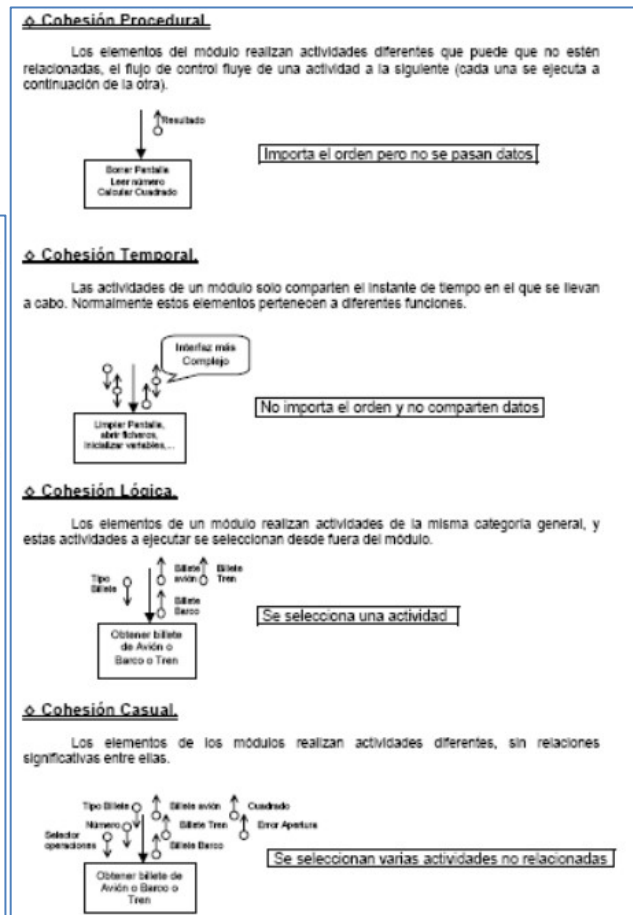 ◊ Cohesión Procedural.
Los elementos del módulo realizan actividades diferentes que puede que no estén
relacionadas, el flujo de control fluye de una actividad a la siguiente (cada una se ejecuta a
continuación de la otra).
Resultado
Importa el orden pero no se pasan datos
Borrar Pantalla
Leer número
Calcular Cuadrado
◊ Cohesión Temporal.
Las actividades de un módulo solo comparten el instante de tiempo en el que se llevan
a cabo. Normalmente estos elementos pertenecen a diferentes funciones.
Interfaz más
Complejo
No importa el orden y no comparten datos
Limpiar Pantalla,
abrir ficheros,
inicializar variables,...
◊ Cohesión Lógica.
Los elementos de un módulo realizan actividades de la misma categoría general, y
estas actividades a ejecutar se seleccionan desde fuera del módulo.
Tipo
Billete
Billete
avión
Billete
Tren
Billete
Barco
Se selecciona una actividad
Obtener billete
de Avión o
Barco o Tren
◊ Cohesión Casual.
Los elementos de los módulos realizan actividades diferentes, sin relaciones
significativas entre ellas.
Tipo Billete
Billete avión
Cuadrado
Número
Billete Tren
Error Apertura
Selector
operaciones
Billete Barco
Se seleccionan varias actividades no relacionadas
Obtener billete de
Avión o Barco o
Tren